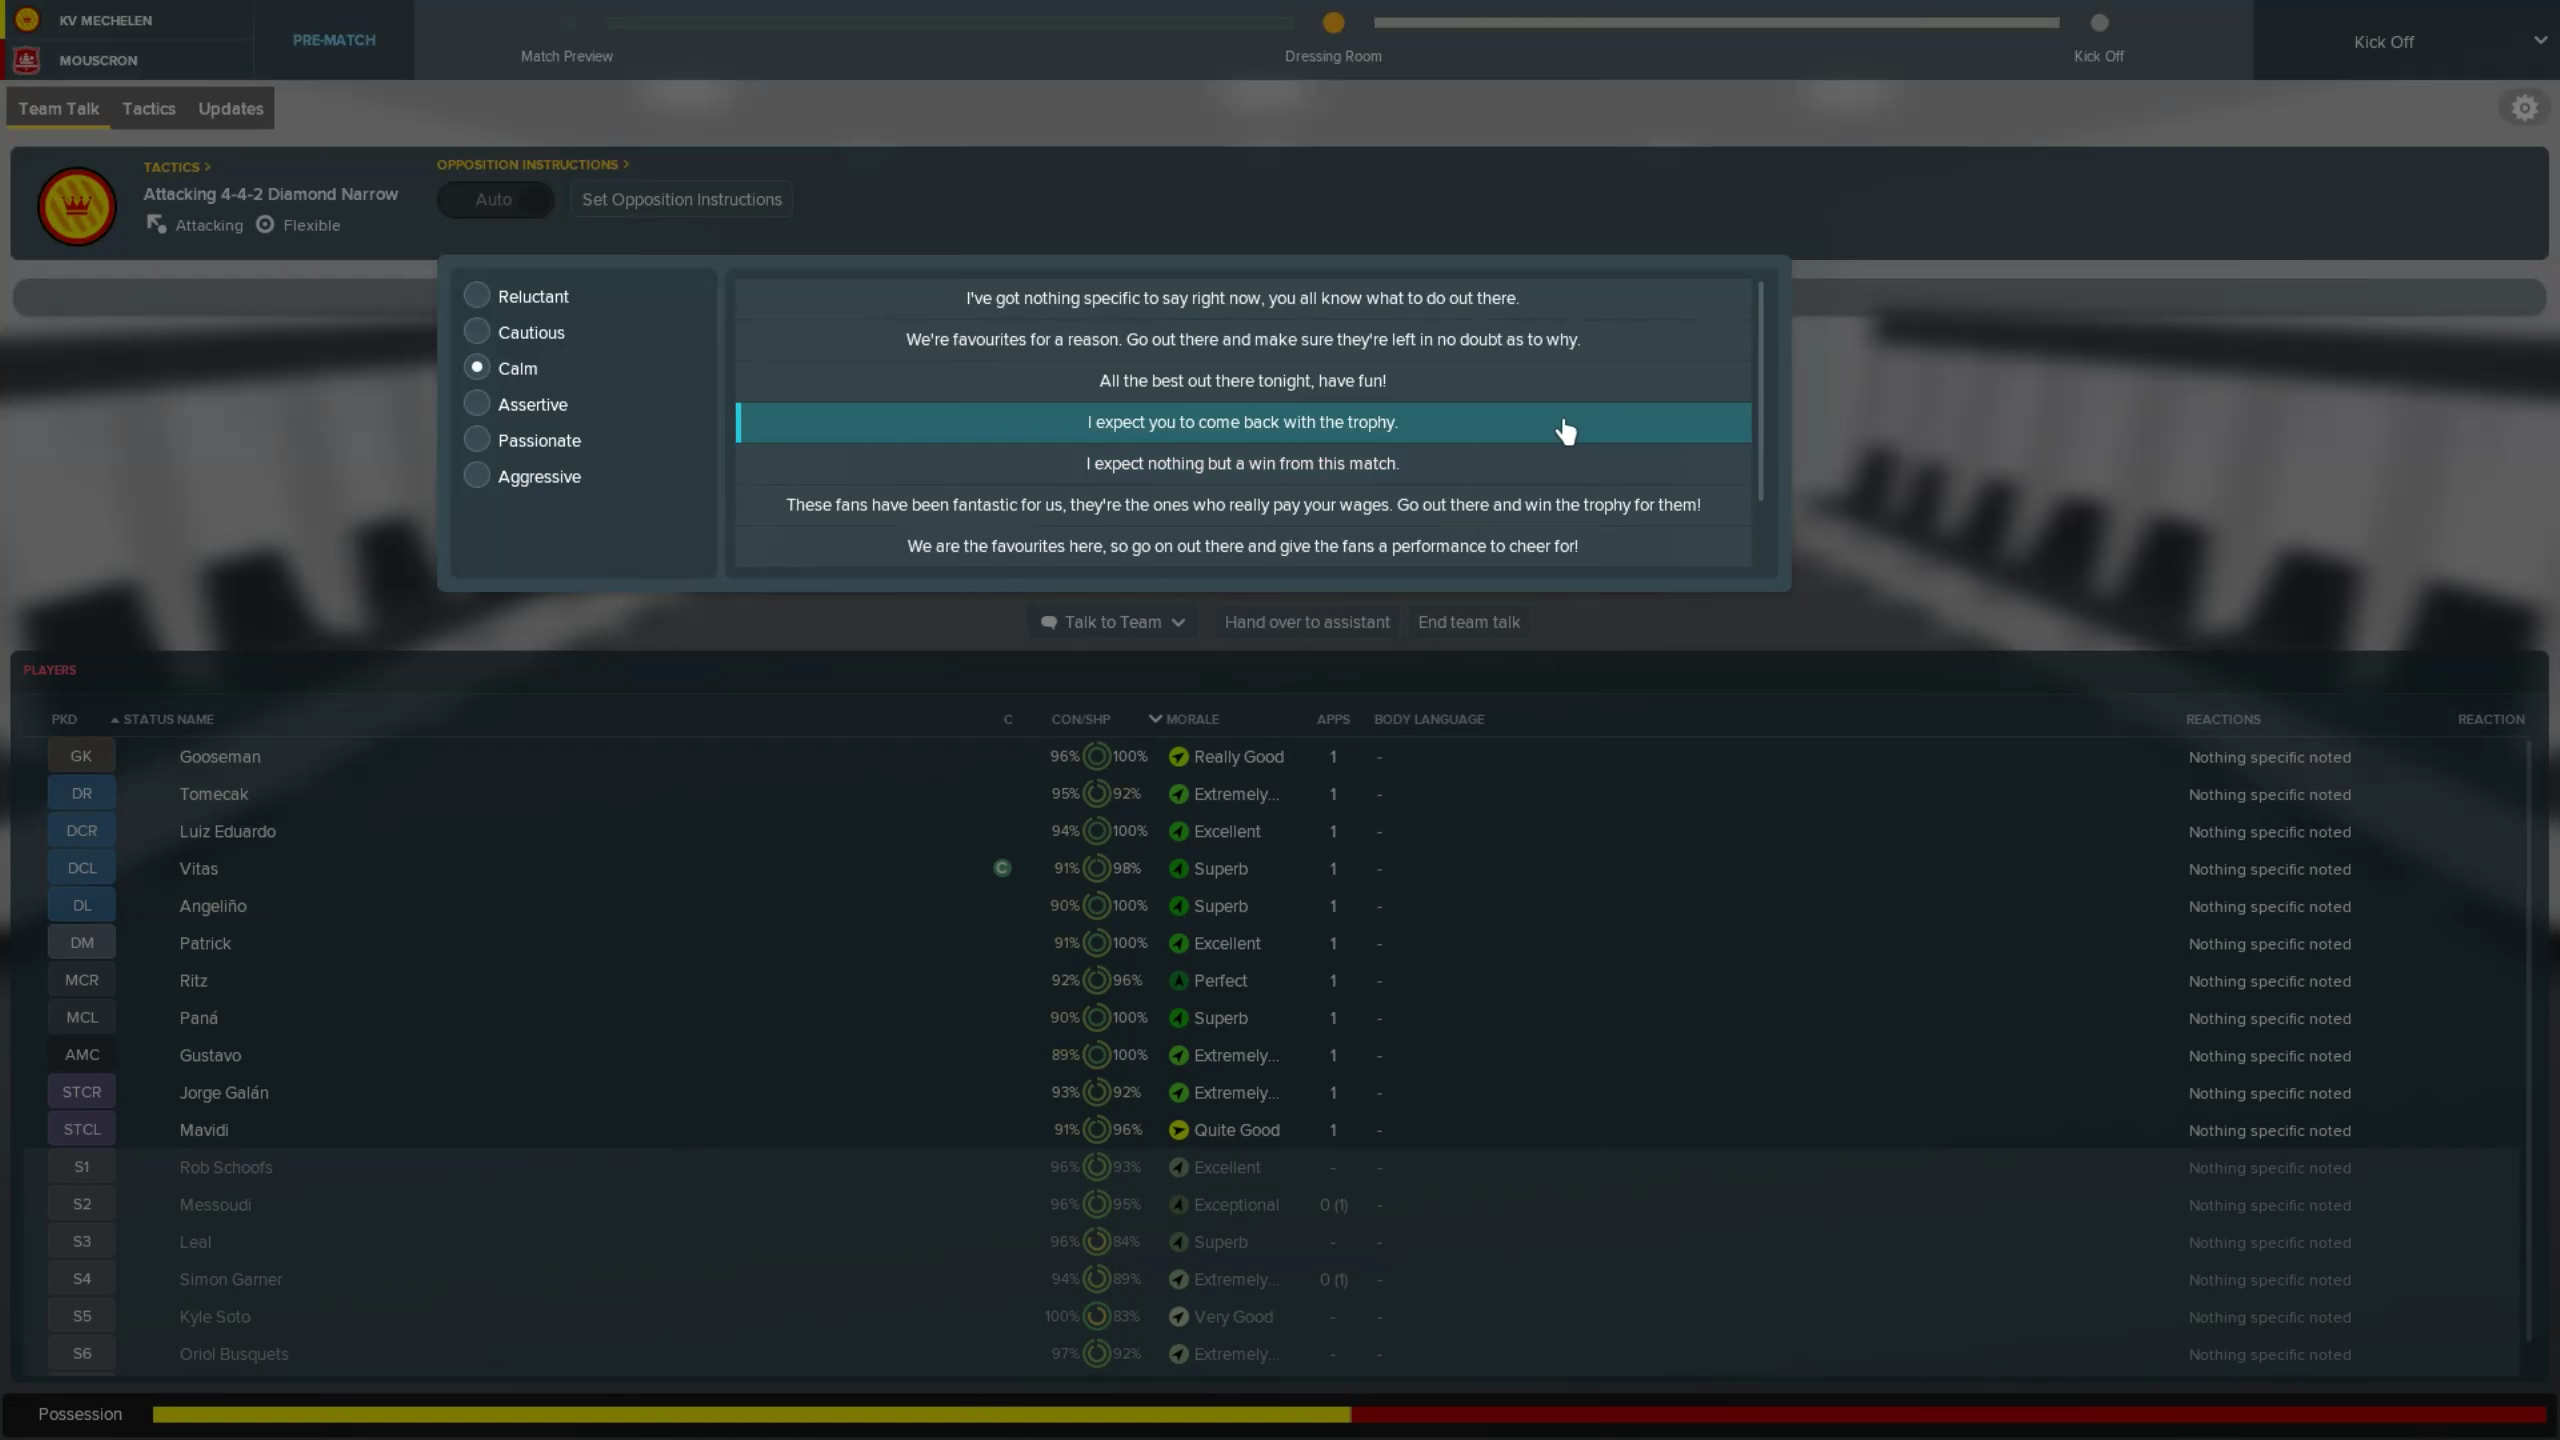 KV MECHELEN
MOUSCRON
PRE-MATCH
Match Preview
Dressing Room
Kick Off
Kick Off
Team Talk Tactics Updates
TACTICS >
Attacking 4-4-2 Diamond Narrow
Attacking Flexible
OPPOSITION INSTRUCTIONS >
Auto Set Opposition Instructions
Reluctant
Cautious
Calm
Assertive
Passionate
Aggressive
I've got nothing specific to say right now, you all know what to do out there.
We're favourites for a reason. Go out there and make sure they're left in no doubt as to why.
All the best out there tonight, have fun!
I expect you to come back with the trophy.
I expect nothing but a win from this match.
These fans have been fantastic for us, they're the ones who really pay your wages. Go out there and win the trophy for them!
We are the favourites here, so go on out there and give the fans a performance to cheer for!
Talk to Team Hand over to assistant End team talk
PLAYERS
PKD STATUS NAME C CON/SHP MORALE APPS BODY LANGUAGE REACTIONS REACTION
GK Gooseman 96% 100% Really Good 1 - Nothing specific noted
DR Tomecak 95% 92% Extremely... 1 - Nothing specific noted
DCR Luiz Eduardo 94% 100% Excellent 1 - Nothing specific noted
DCL Vitas C 91% 98% Superb 1 - Nothing specific noted
DL Angeliño 90% 100% Superb 1 - Nothing specific noted
DM Patrick 91% 100% Excellent 1 - Nothing specific noted
MCR Ritz 92% 96% Perfect 1 - Nothing specific noted
MCL Paná 90% 100% Superb 1 - Nothing specific noted
AMC Gustavo 89% 100% Extremely... 1 - Nothing specific noted
STCR Jorge Galán 93% 92% Extremely... 1 - Nothing specific noted
STCL Mavidi 91% 96% Quite Good 1 - Nothing specific noted
S1 Rob Schoofs 96% 93% Excellent - - Nothing specific noted
S2 Messoudi 96% 95% Exceptional 0 (1) - Nothing specific noted
S3 Leal 96% 84% Superb - - Nothing specific noted
S4 Simon Garner 94% 89% Extremely... 0 (1) - Nothing specific noted
S5 Kyle Soto 100% 83% Very Good - - Nothing specific noted
S6 Oriol Busquets 97% 92% Extremely... - - Nothing specific noted
Possession